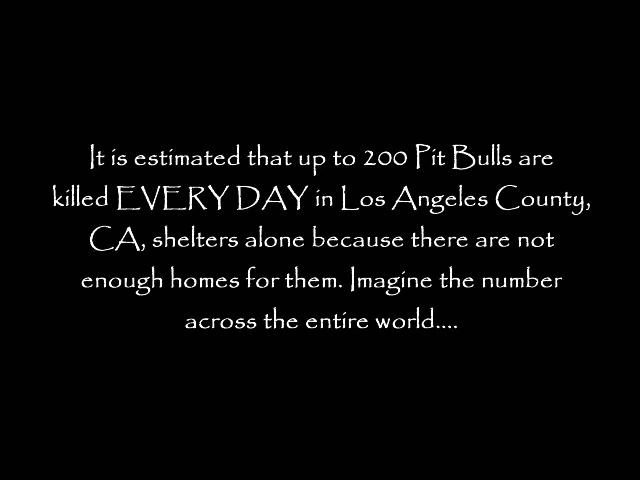 It is estimated that up to 200 Pit Bulls are
killed EVERY DAY in Los Angeles County,
CA, shelters alone because there are not
enough homes for them. Imagine the number
across the entire world....